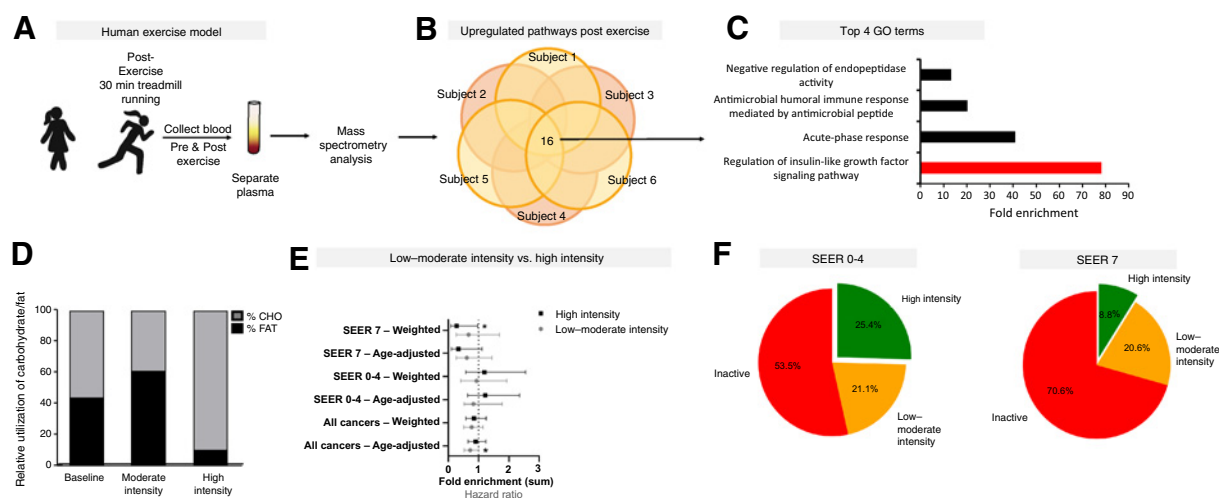 A
Human exercise model
Post-
Exercise
30 min treadmill
running
Collect blood
Pre & Post
exercise
Separate
plasma
Mass
spectrometry
analysis
B
Upregulated pathways post exercise
Subject 1
Subject 2
Subject 3
16
Subject 5
Subject 6
Subject 4
C
Top 4 GO terms
Negative regulation of endopeptidase
activity
Antimicrobial humoral immune response
mediated by antimicrobial peptide
Acute-phase response
Regulation of insulin-like growth factor
signaling pathway
0 10 20 30 40 50 60 70 80 90
Fold enrichment
D
Relative utilization of carbohydrate/fat
100
80
60
40
20
0
% CHO
% FAT
Baseline
Moderate
intensity
High
intensity
E
Low–moderate intensity vs. high intensity
High intensity
Low–moderate intensity
SEER 7 – Weighted
SEER 7 – Age-adjusted
SEER 0-4 – Weighted
SEER 0-4 – Age-adjusted
All cancers – Weighted
All cancers – Age-adjusted
0 1 2 3
Fold enrichment (sum)
Hazard ratio
F
SEER 0-4
High intensity
25.4%
53.5%
Inactive
21.1%
Low–
moderate
intensity
SEER 7
High intensity
8.8%
Low–
moderate
intensity
20.6%
70.6%
Inactive